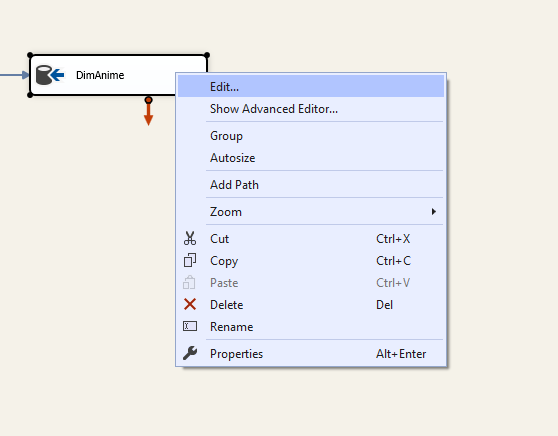 DimAnime
Edit...
Show Advanced Editor...
Group
Autosize
Add Path
Zoom
Cut Ctrl+X
Copy Ctrl+C
Paste Ctrl+V
Delete Del
Rename
Properties Alt+Enter